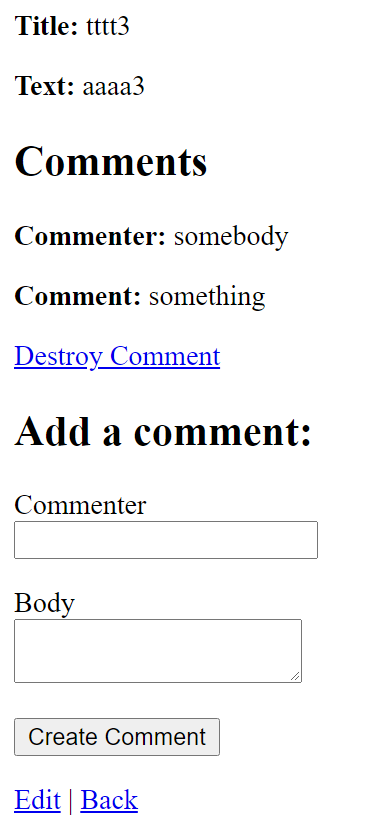 Title: tttt3
Text: aaaa3
Comments
Commenter: somebody
Comment: something
Destroy Comment
Add a comment:
Commenter
Body
Create Comment
Edit | Back